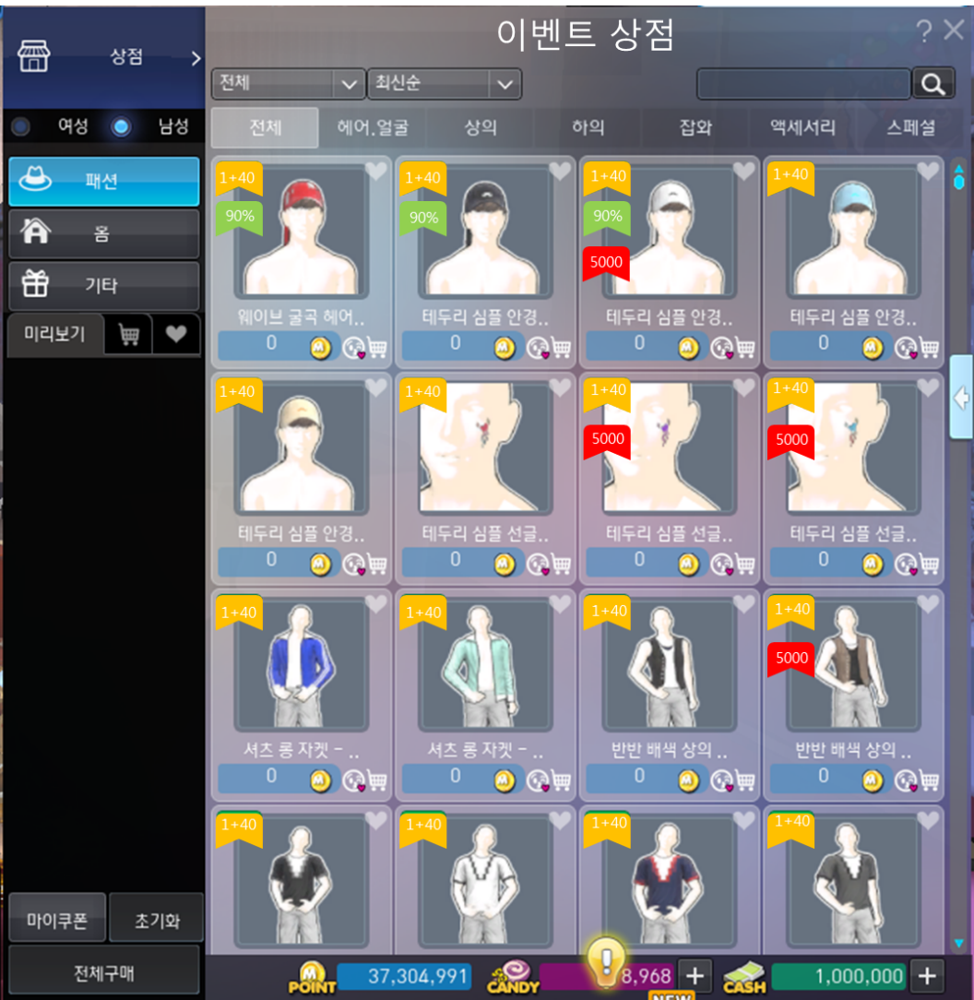 이벤트 상점
?
상점
전체
최신순
여성
남성
전체
헤어.얼굴
상의
하의
잡화
액세서리
스페셜
패션
홈
기타
미리보기
1+40
90%
웨이브 굴곡 헤어..
0
1+40
90%
테두리 심플 안경..
0
1+40
90%
5000
테두리 심플 안경..
0
1+40
테두리 심플 안경..
0
1+40
테두리 심플 안경..
0
1+40
테두리 심플 선글..
0
1+40
5000
테두리 심플 선글..
0
1+40
5000
테두리 심플 선글..
0
1+40
셔츠 롱 자켓 - ..
0
1+40
셔츠 롱 자켓 - ..
0
1+40
반반 배색 상의 ..
0
1+40
5000
반반 배색 상의 ..
0
1+40
1+40
1+40
1+40
마이쿠폰
초기화
전체구매
POINT
37,304,991
CANDY
8,968
+
NEW
CASH
1,000,000
+